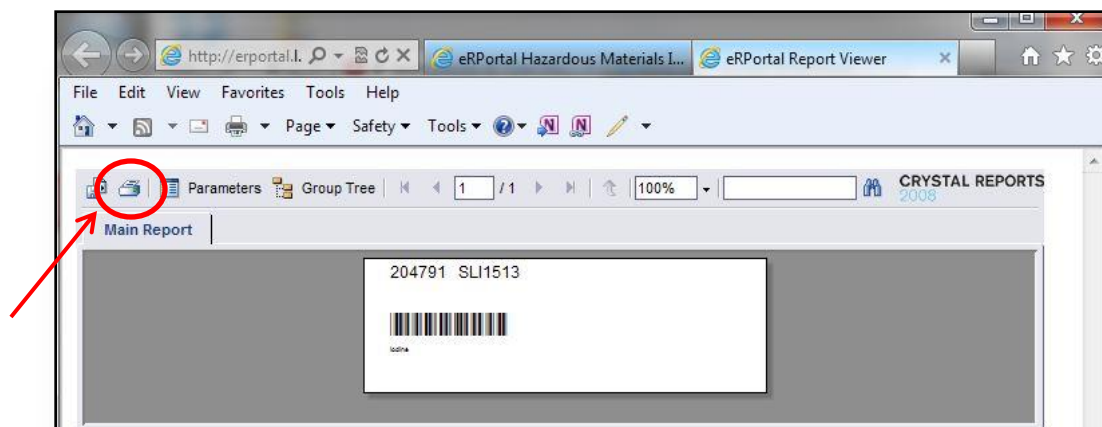 http://erportal.l.
eRPortal Hazardous Materials I...
eRPortal Report Viewer
File Edit View Favorites Tools Help
Page Safety Tools
Parameters Group Tree 1 / 1 100% CRYSTAL REPORTS
2008
Main Report
204791 SLI1513
Iodine